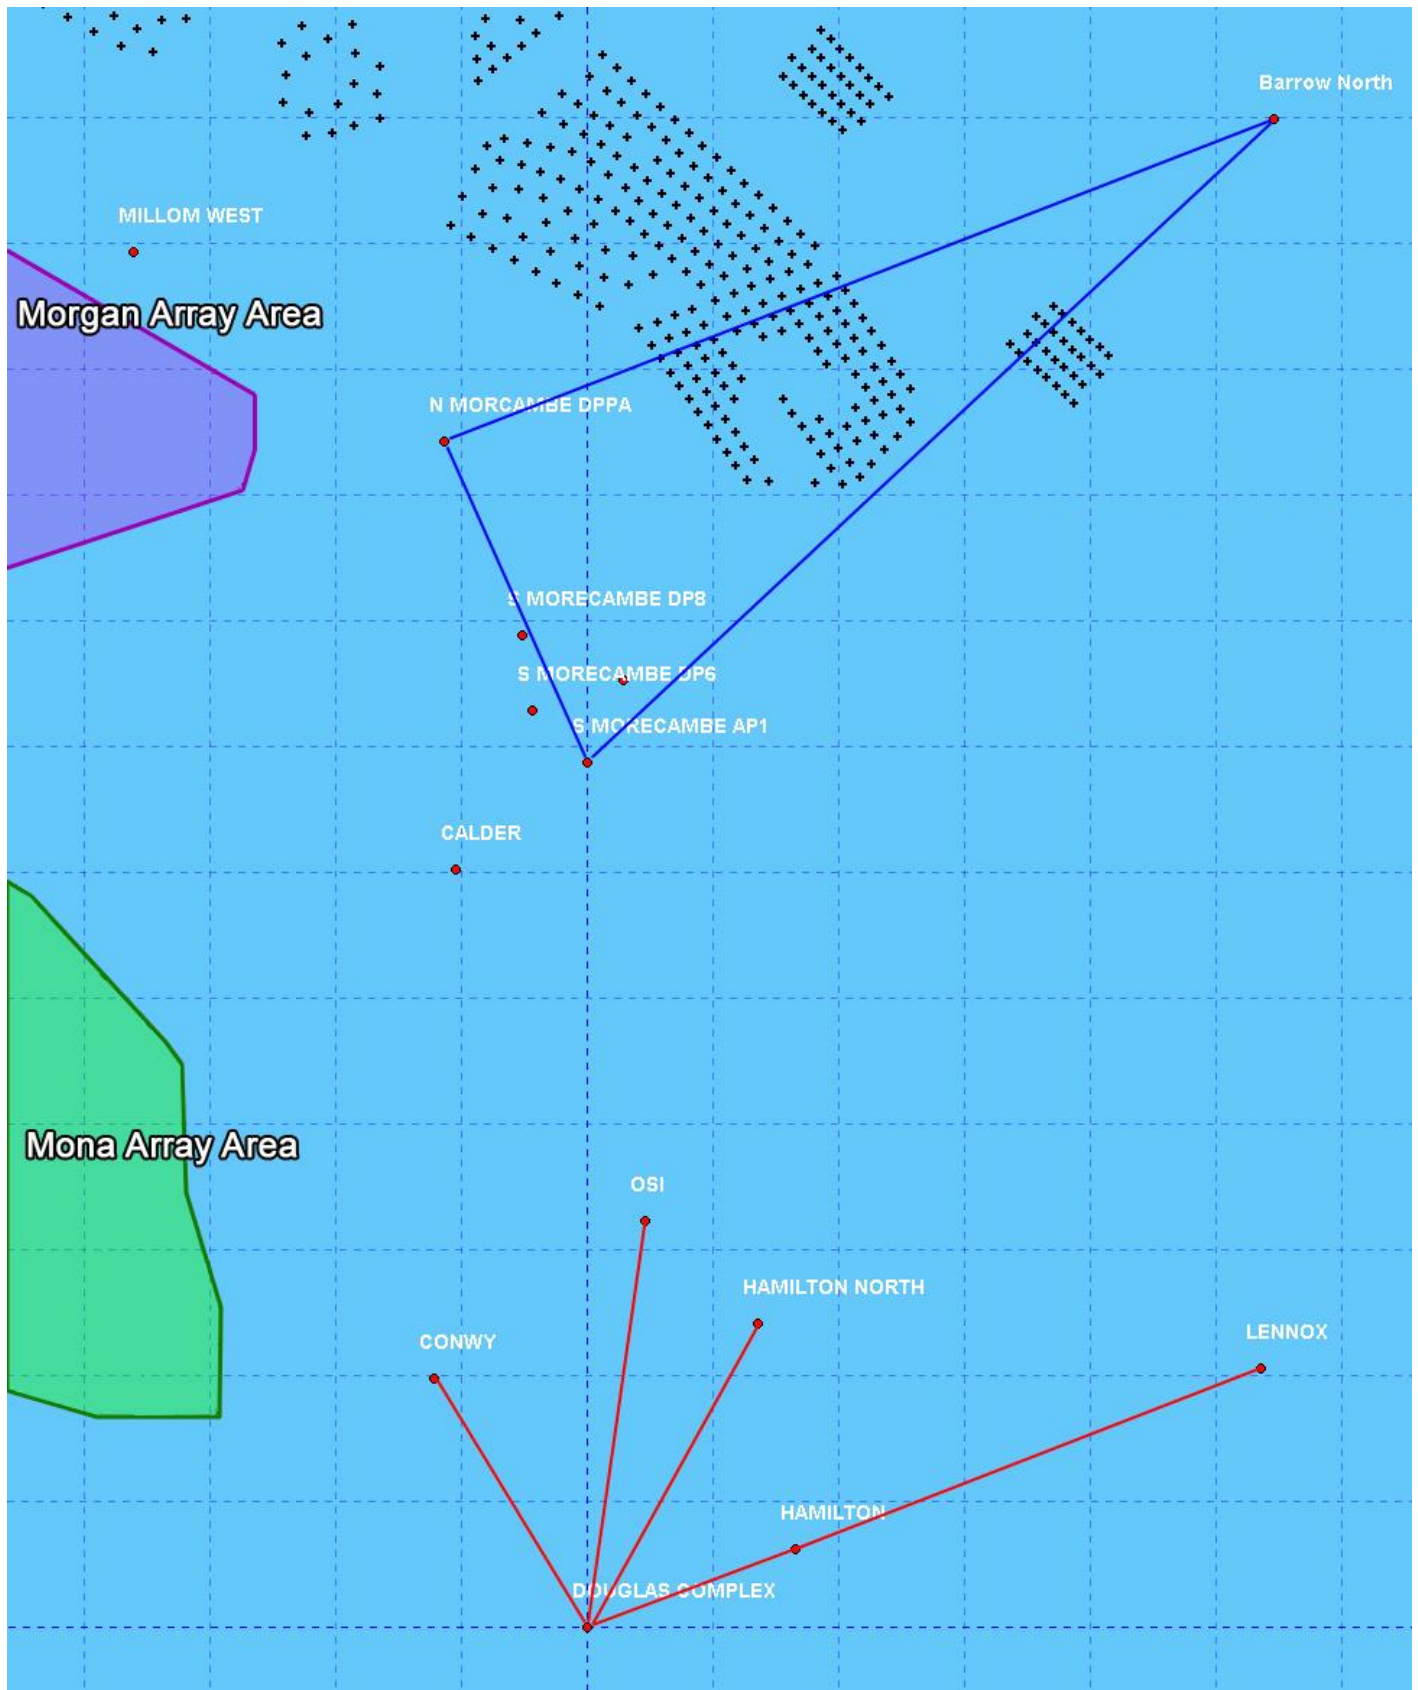 Barrow North
MILLOM WEST
Morgan Array Area
N MORCAMBE DPPA
S MORECAMBE DP8
S MORECAMBE DP6
S MORECAMBE AP1
CALDER
Mona Array Area
OSI
HAMILTON NORTH
LENNOX
CONWY
HAMILTON
DOUGLAS COMPLEX